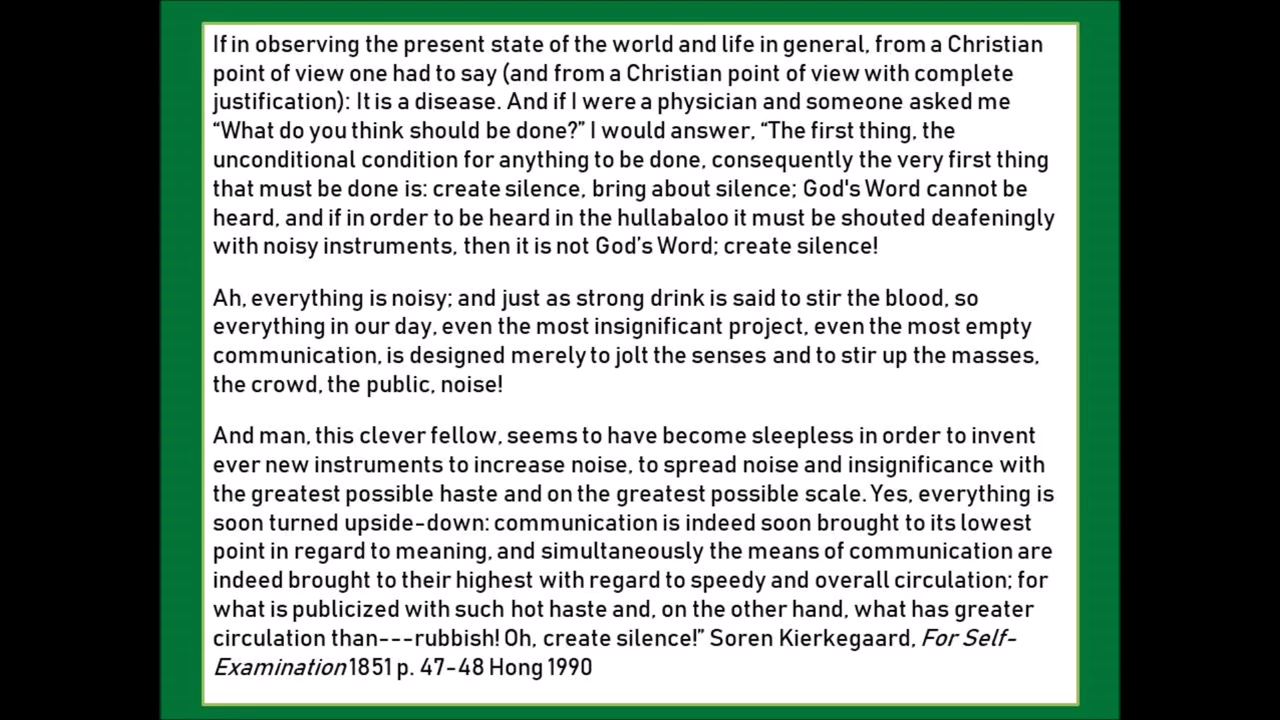 If in observing the present state of the world and life in general, from a Christian
point of view one had to say (and from a Christian point of view with complete
justification): It is a disease. And if I were a physician and someone asked me
“What do you think should be done?” I would answer, “The first thing, the
unconditional condition for anything to be done, consequently the very first thing
that must be done is: create silence, bring about silence; God's Word cannot be
heard, and if in order to be heard in the hullabaloo it must be shouted deafeningly
with noisy instruments, then it is not God’s Word; create silence!
Ah, everything is noisy; and just as strong drink is said to stir the blood, so
everything in our day, even the most insignificant project, even the most empty
communication, is designed merely to jolt the senses and to stir up the masses,
the crowd, the public, noise!
And man, this clever fellow, seems to have become sleepless in order to invent
ever new instruments to increase noise, to spread noise and insignificance with
the greatest possible haste and on the greatest possible scale. Yes, everything is
soon turned upside-down: communication is indeed soon brought to its lowest
point in regard to meaning, and simultaneously the means of communication are
indeed brought to their highest with regard to speedy and overall circulation; for
what is publicized with such hot haste and, on the other hand, what has greater
circulation than---rubbish! Oh, create silence!” Soren Kierkegaard, For Self-
Examination 1851 p. 47-48 Hong 1990